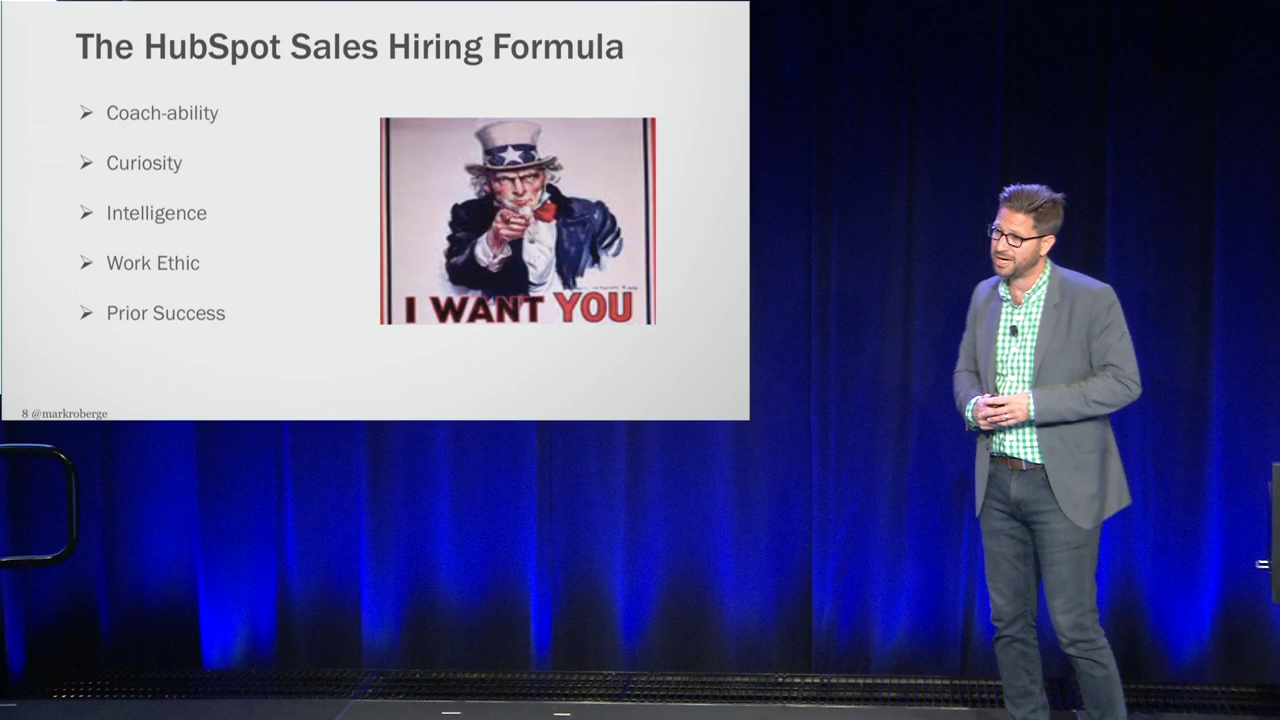 The HubSpot Sales Hiring Formula
Coach-ability
Curiosity
Intelligence
Work Ethic
Prior Success
I WANT YOU
8 @markroberge